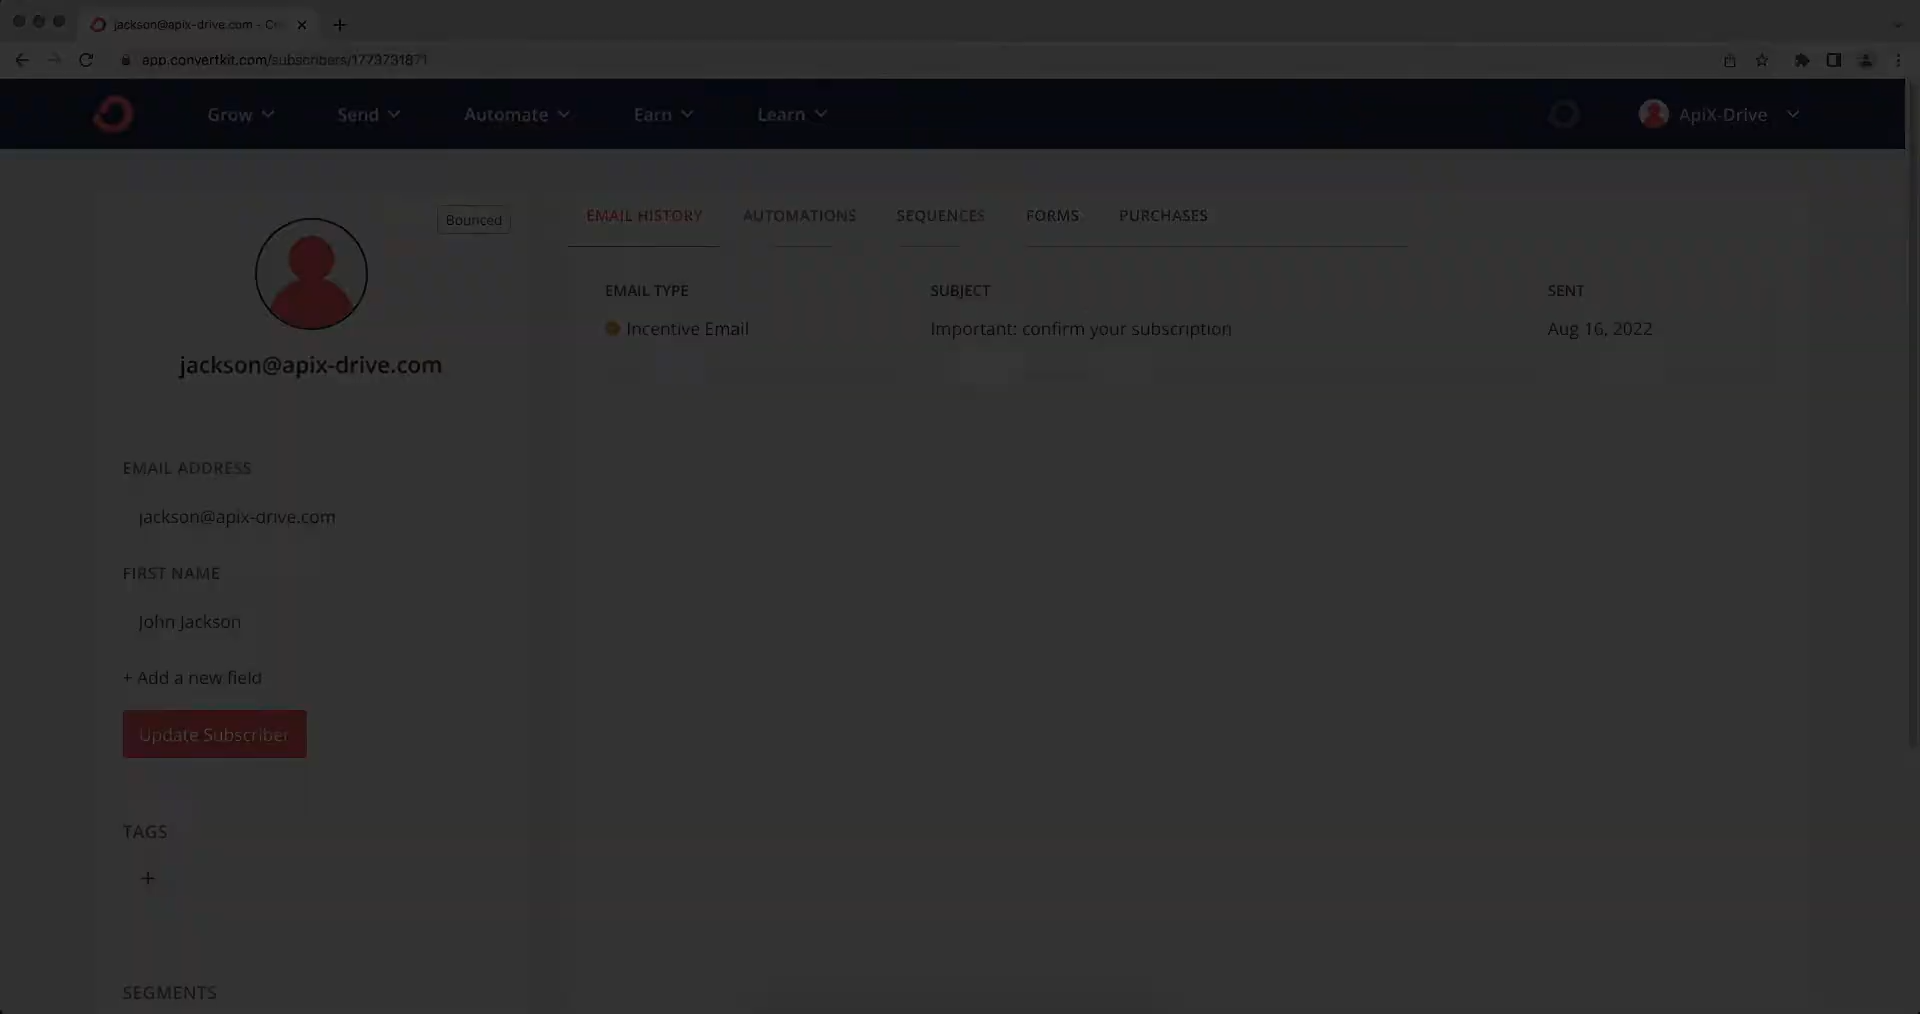 jackson@apix-drive.com - Co
app.convertkit.com/subscribers/1773731871
Grow
Send
Automate
Earn
Learn
ApiX-Drive
Bounced
jackson@apix-drive.com
EMAIL ADDRESS
jackson@apix-drive.com
FIRST NAME
John Jackson
+ Add a new field
Update Subscriber
TAGS
+
SEGMENTS
EMAIL HISTORY AUTOMATIONS SEQUENCES FORMS PURCHASES
EMAIL TYPE SUBJECT SENT
Incentive Email Important: confirm your subscription Aug 16, 2022